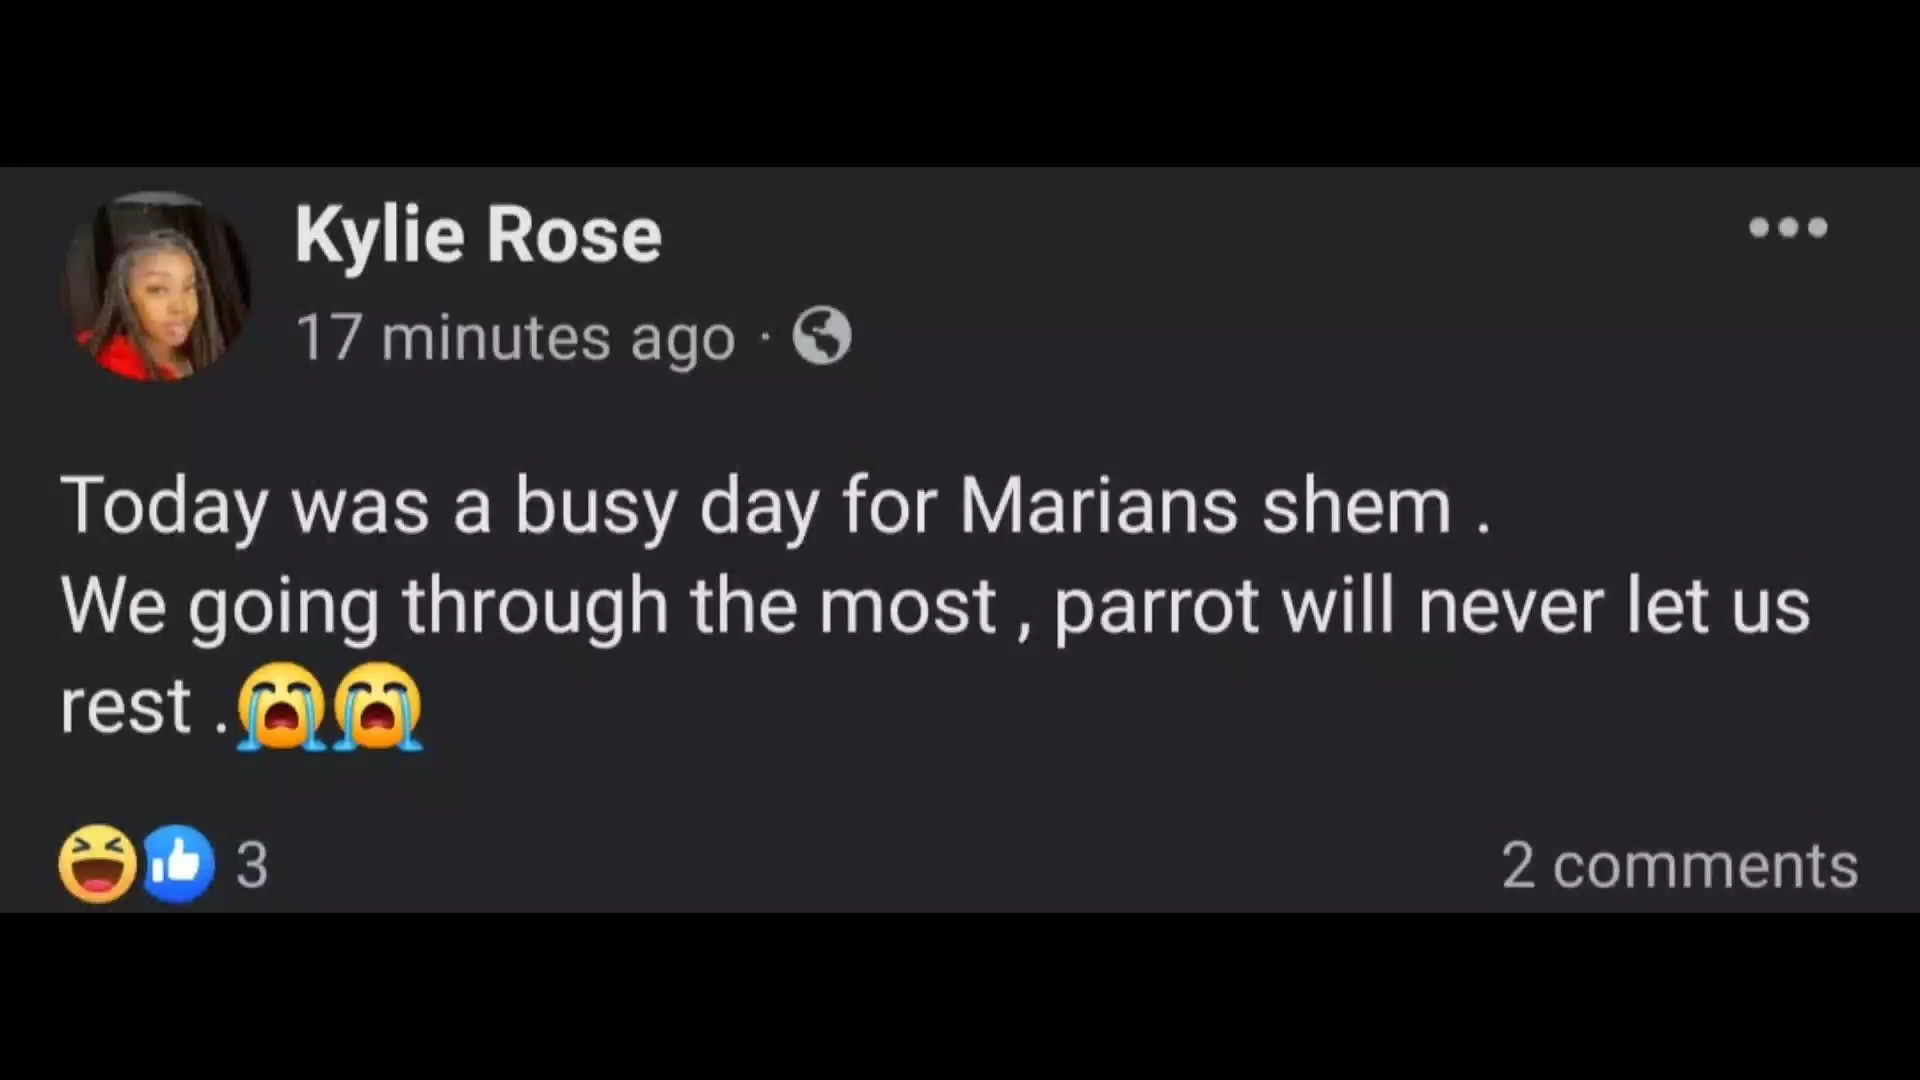 Kylie Rose
17 minutes ago ·
Today was a busy day for Marians shem .
We going through the most , parrot will never let us
rest .😭😭
3
2 comments